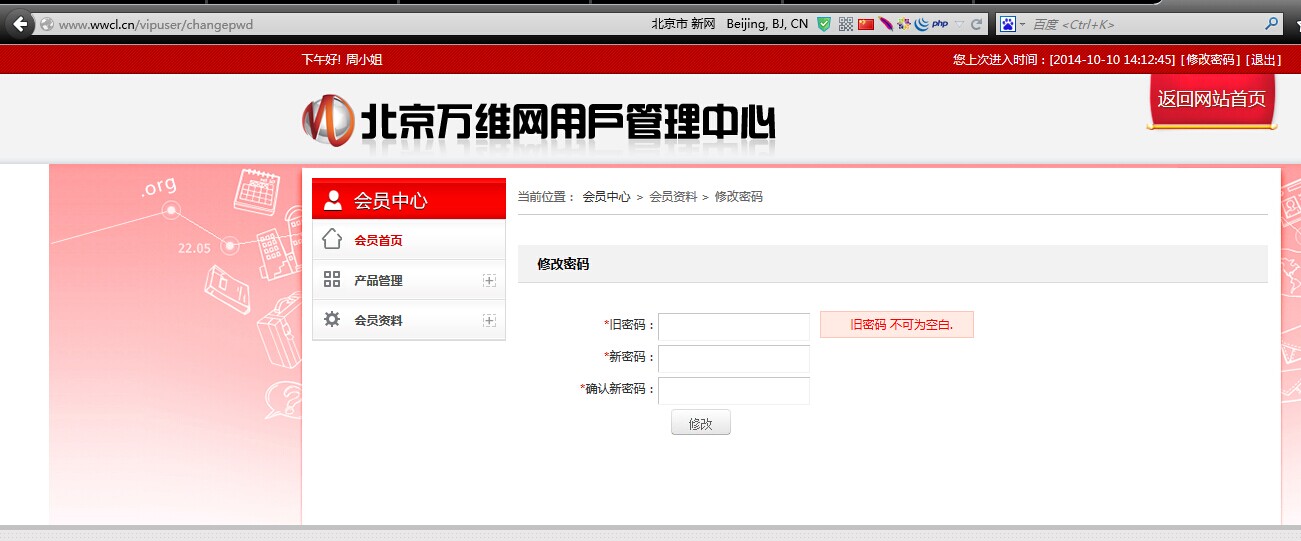 www.wwcl.cn/vipuser/changepwd 北京市 新网 Beijing, BJ, CN php 百度 <Ctrl+K>
下午好! 周小姐 您上次进入时间：[2014-10-10 14:12:45] [修改密码] [退出]
北京万维网用戶管理中心
返回网站首页
.org
22.05
会员中心
会员首页
产品管理
会员资料
当前位置： 会员中心 > 会员资料 > 修改密码
修改密码
*旧密码： 旧密码 不可为空白.
*新密码：
*确认新密码：
修改